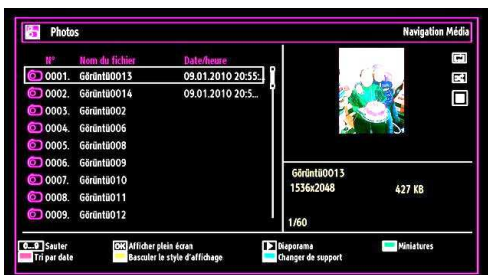 Photos Navigation Média
N° Nom du fichier Date/heure
0001. Görüntü0013 09.01.2010 20:55:.
0002. Görüntü0014 09.01.2010 20:5...
0003. Görüntü002
0004. Görüntü006
0005. Görüntü008
0006. Görüntü009
0007. Görüntü010
0008. Görüntü011
0009. Görüntü012
Görüntü0013
1536x2048 427 KB
1/60
0...9 Sauter OK Afficher plein écran Diaporama Miniatures
Tri par date Basculer le style d'affichage Changer de support